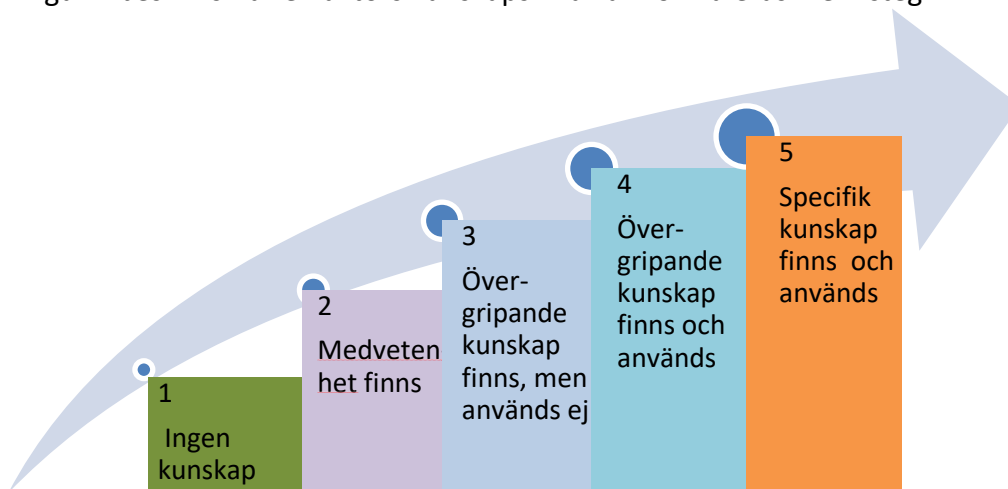 1
Ingen
kunskap
2
Medveten
het finns
3
Över-
gripande
kunskap
finns, men
används ej
4
Över-
gripande
kunskap
finns och
används
5
Specifik
kunskap
finns och
används